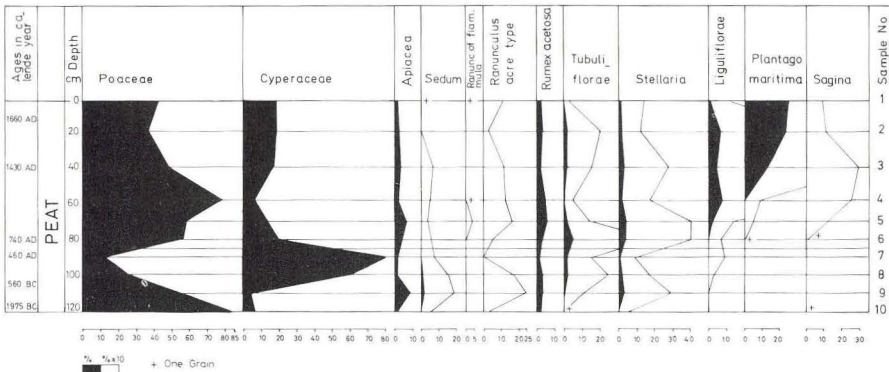 Ages in ca_
lende year
Depth
cm
Poaceae
Cyperaceae
Apiacea
Sedum
Ranunc of flam.
mula
Ranunculus
acre type
Rumex acetosa
Tubuli_
florae
Stellaria
Liguliflorae
Plantago
maritima
Sagina
Sample No
PEAT
1660 AD
1430 AD
740 AD
460 AD
560 BC
1975 BC
0
20
40
60
80
100
120
1
2
3
4
5
6
7
8
9
10
0 10 20 30 40 50 60 70 80 85
0 10 20 30 40 50 60 70 80
0 10
0 10 20
0 5
0 10 20 25
0 10
0 10 20
0 10 20 30 40 50
0 10
0 10 20
0 10 20 30
% % x10
+ One Grain